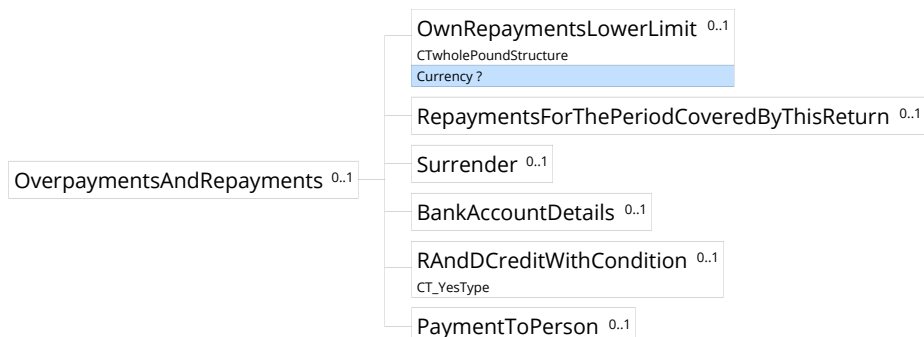 OwnRepaymentsLowerLimit 0..1
CTwholePoundStructure
Currency ?
RepaymentsForThePeriodCoveredByThisReturn 0..1
Surrender 0..1
OverpaymentsAndRepayments 0..1
BankAccountDetails 0..1
RAndDCreditWithCondition 0..1
CT_YesType
PaymentToPerson 0..1